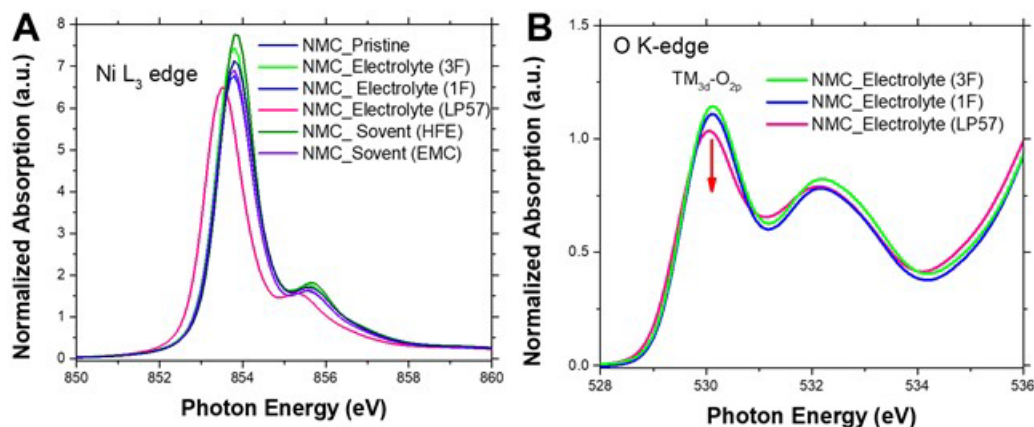 A
Ni L3 edge
NMC_Pristine
NMC_Electrolyte (3F)
NMC_ Electrolyte (1F)
NMC_Electrolyte (LP57)
NMC_Sovent (HFE)
NMC_Sovent (EMC)
Normalized Absorption (a.u.)
8
7
6
5
4
3
2
1
0
850 852 854 856 858 860
Photon Energy (eV)
B
O K-edge
TM3d-O2p
NMC_Electrolyte (3F)
NMC_Electrolyte (1F)
NMC_Electrolyte (LP57)
Normalized Absorption (a.u.)
1.5
1.0
0.5
0.0
528 530 532 534 536
Photon Energy (eV)